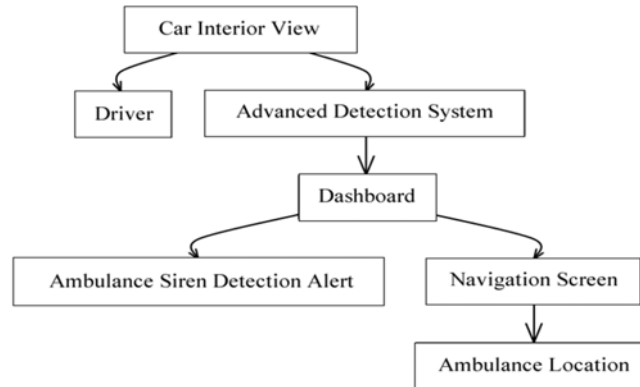 Car Interior View
Driver
Advanced Detection System
Dashboard
Ambulance Siren Detection Alert
Navigation Screen
Ambulance Location